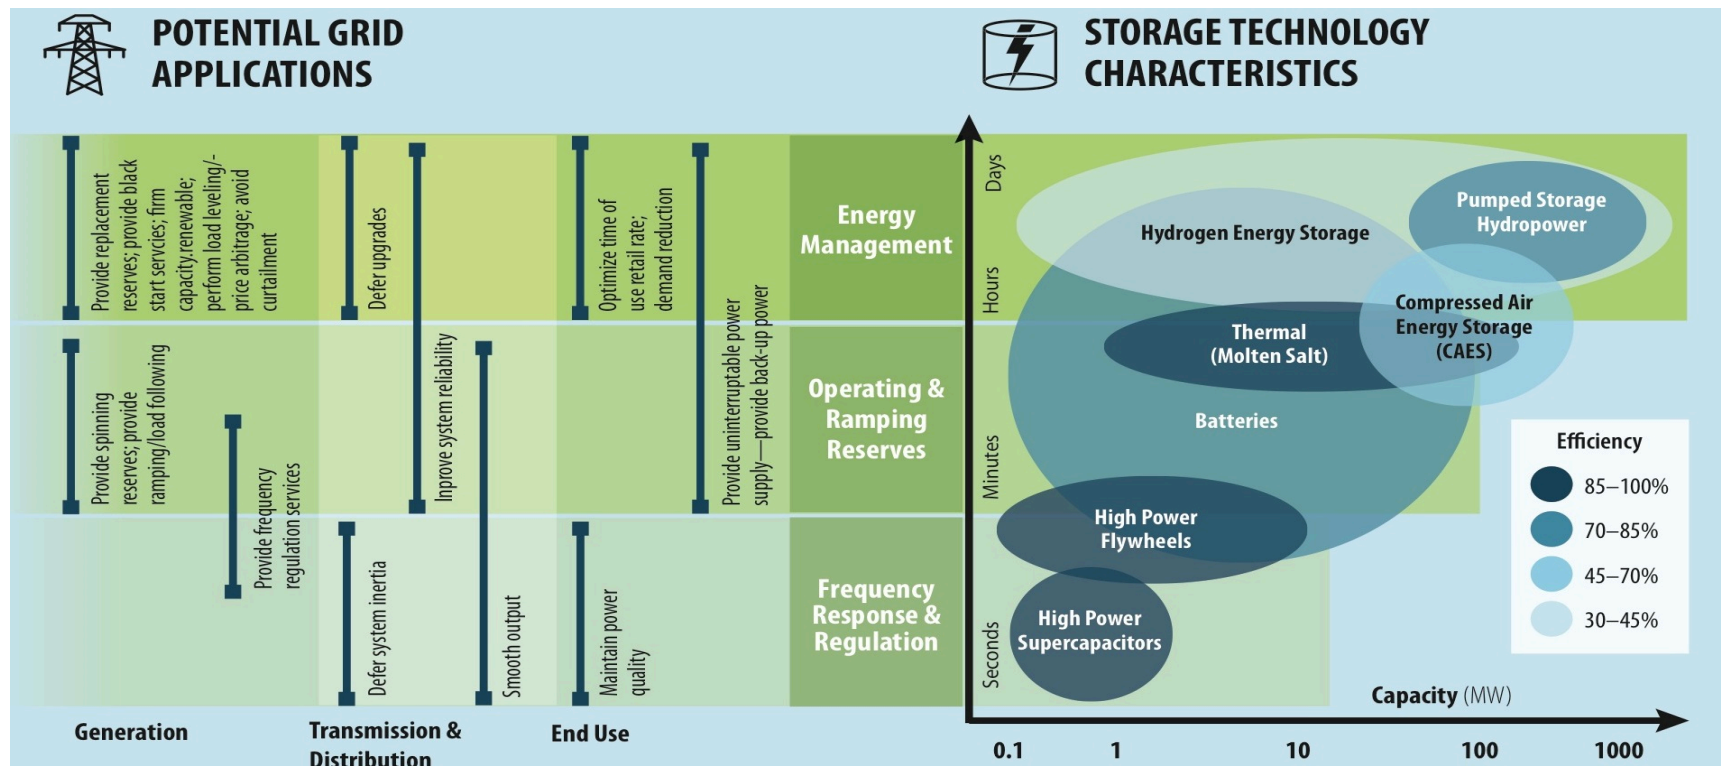 POTENTIAL GRID
APPLICATIONS
Provide replacement
reserves; provide black
start servcies; firm
capacity.renewable;
perform load leveling/-
price arbitrage; avoid
curtailment
Defer upgrades
Optimize time of
use retail rate;
demand reduction
Provide spinning
reserves; provide
ramping/load following
Provide frequency
regulation services
Inprove system reliability
Provide uninterruptable power
supply—provide back-up power
Defer system inertia
Smooth output
Maintain power
quality
Energy
Management
Operating &
Ramping
Reserves
Frequency
Response &
Regulation
Generation
Transmission &
Distribution
End Use
STORAGE TECHNOLOGY
CHARACTERISTICS
Days
Hours
Minutes
Seconds
Pumped Storage
Hydropower
Hydrogen Energy Storage
Compressed Air
Energy Storage
(CAES)
Thermal
(Molten Salt)
Batteries
High Power
Flywheels
High Power
Supercapacitors
Efficiency
85–100%
70–85%
45–70%
30–45%
Capacity (MW)
0.1 1 10 100 1000